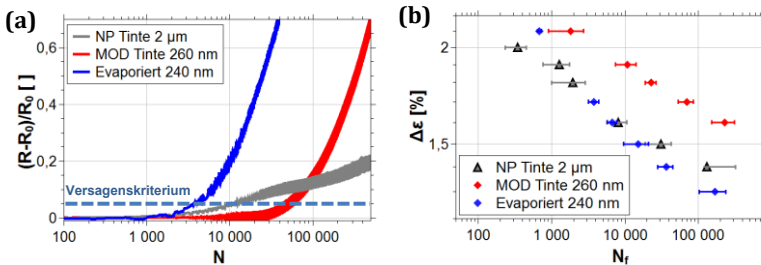 (a)
(R-R₀)/R₀ [ ]
0,6
0,4
0,2
0
NP Tinte 2 µm
MOD Tinte 260 nm
Evaporiert 240 nm
Versagenskriterium
100
1 000
10 000
100 000
N
(b)
Δε [%]
2
1.5
NP Tinte 2 µm
MOD Tinte 260 nm
Evaporiert 240 nm
100
1 000
10 000
100 000
N_f